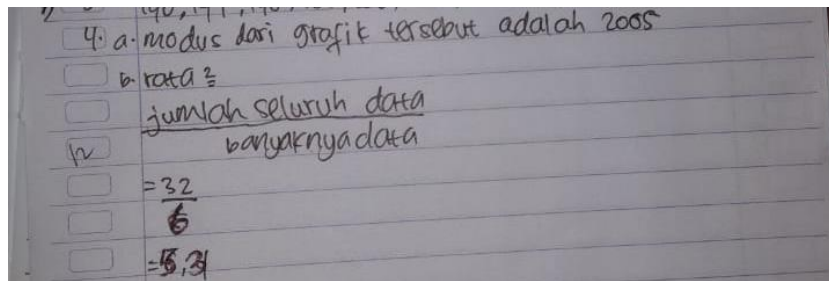 4. a. modus dari grafik tersebut adalah 2005
b. rata2 =
jumlah seluruh data
banyaknya data
= 32
6
= 5,3